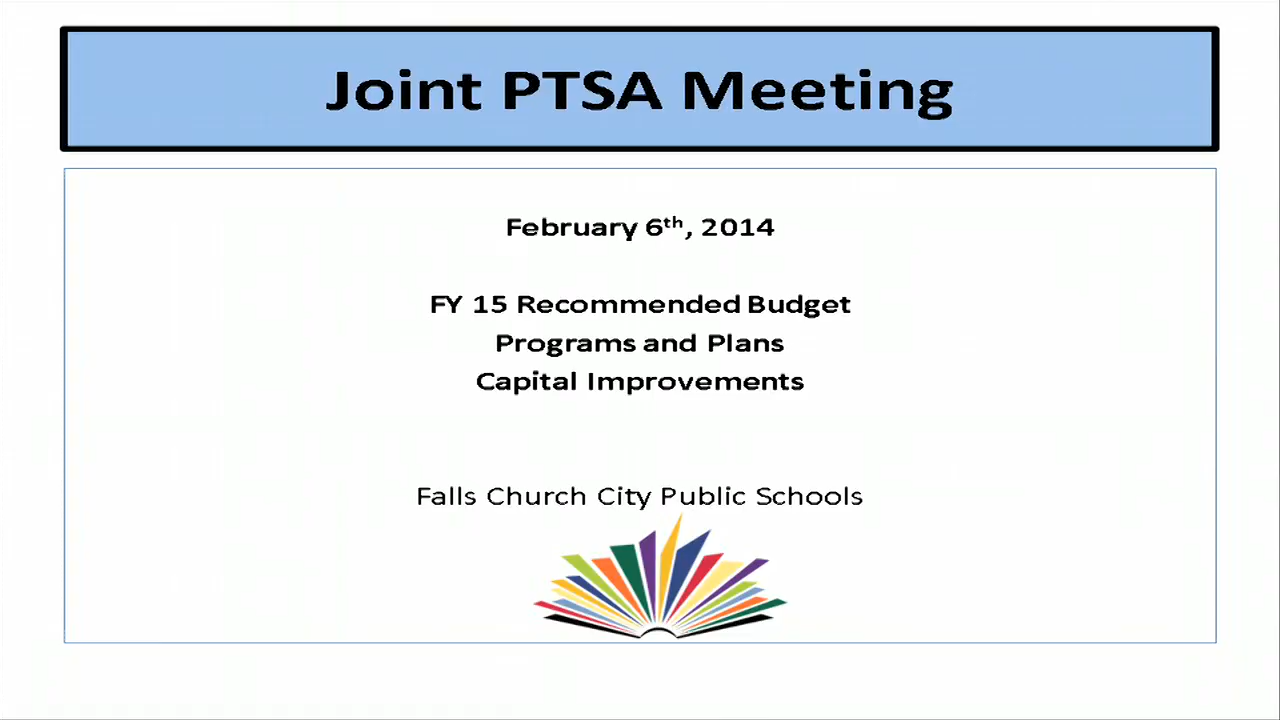 Joint PTSA Meeting
February 6th, 2014
FY 15 Recommended Budget
Programs and Plans
Capital Improvements
Falls Church City Public Schools